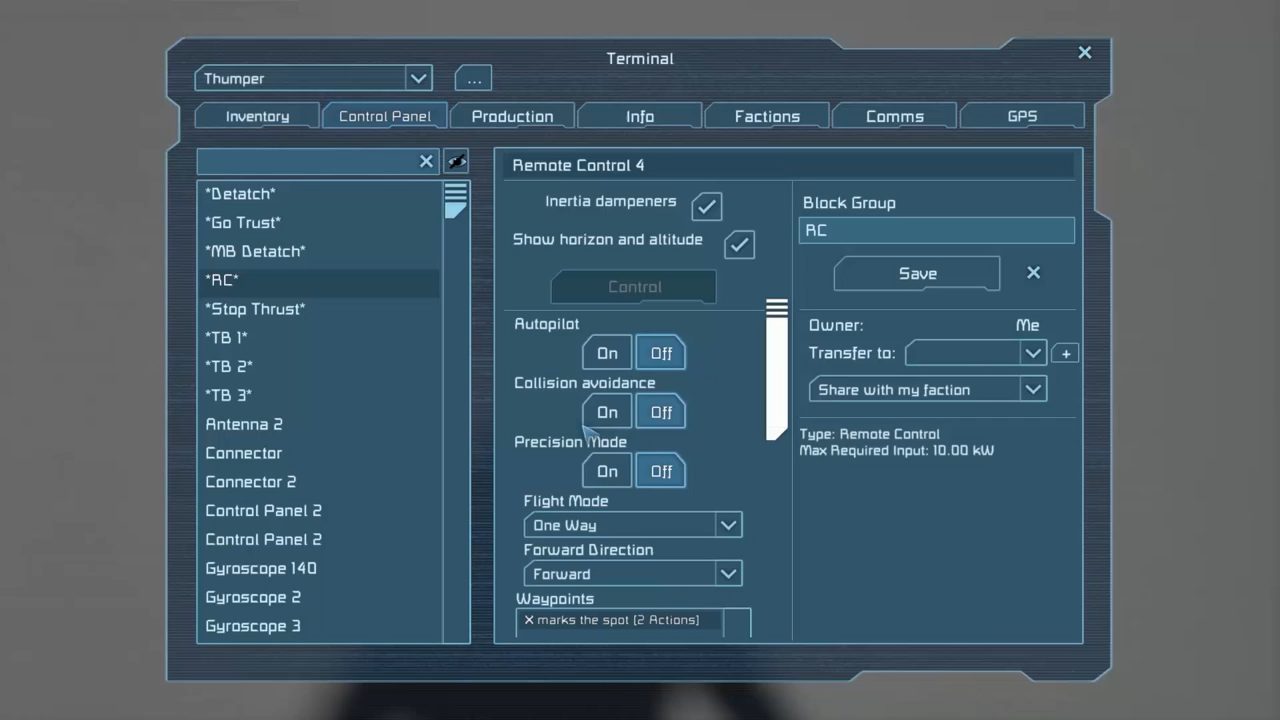 Terminal
Thumper
...
Inventory
Control Panel
Production
Info
Factions
Comms
GPS
*Detatch*
*Go Trust*
*MB Detatch*
*RC*
*Stop Thrust*
*TB 1*
*TB 2*
*TB 3*
Antenna 2
Connector
Connector 2
Control Panel 2
Control Panel 2
Gyroscope 140
Gyroscope 2
Gyroscope 3
Remote Control 4
Inertia dampeners
Show horizon and altitude
Control
Autopilot
On Off
Collision avoidance
On Off
Precision Mode
On Off
Flight Mode
One Way
Forward Direction
Forward
Waypoints
X marks the spot [2 Actions]
Block Group
RC
Save
Owner: Me
Transfer to:
+
Share with my faction
Type: Remote Control
Max Required Input: 10.00 kW